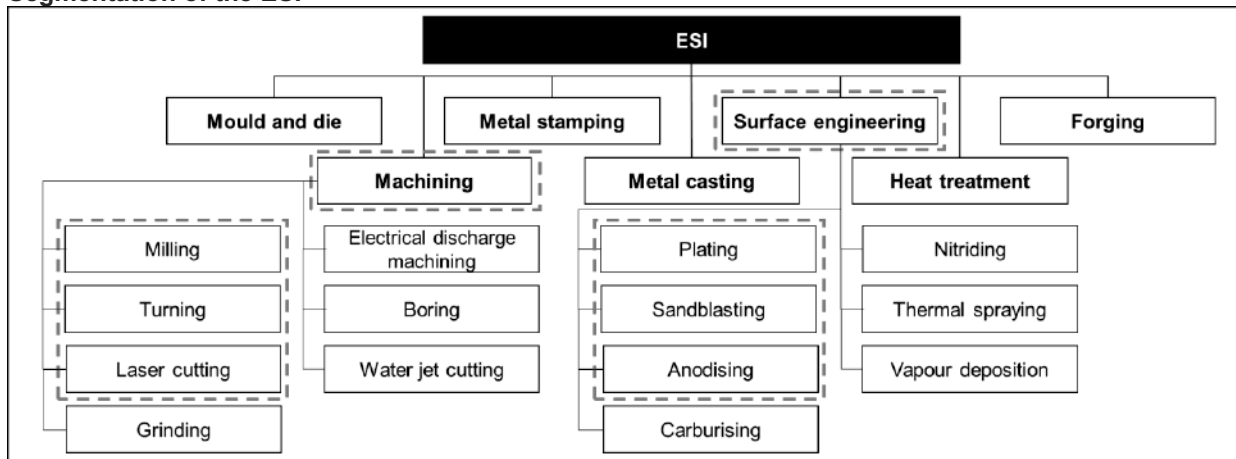 Segmentation of the ESI
ESI
Mould and die
Metal stamping
Surface engineering
Forging
Machining
Metal casting
Heat treatment
Milling
Electrical discharge
machining
Plating
Nitriding
Turning
Boring
Sandblasting
Thermal spraying
Laser cutting
Water jet cutting
Anodising
Vapour deposition
Grinding
Carburising